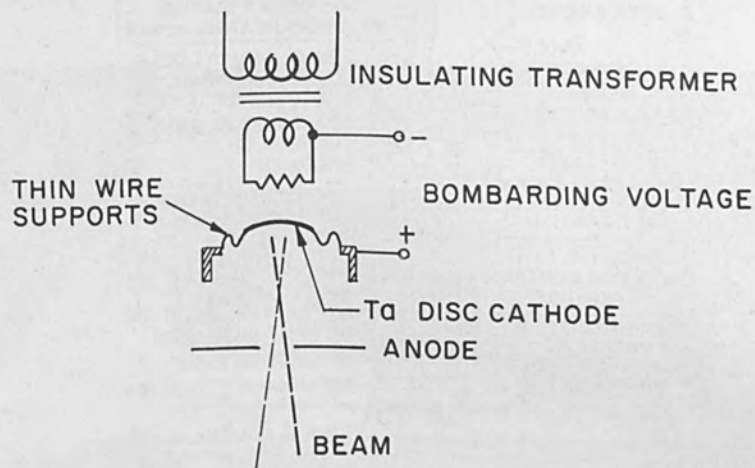 INSULATING TRANSFORMER
-
THIN WIRE
SUPPORTS
BOMBARDING VOLTAGE
+
Ta DISC CATHODE
ANODE
BEAM